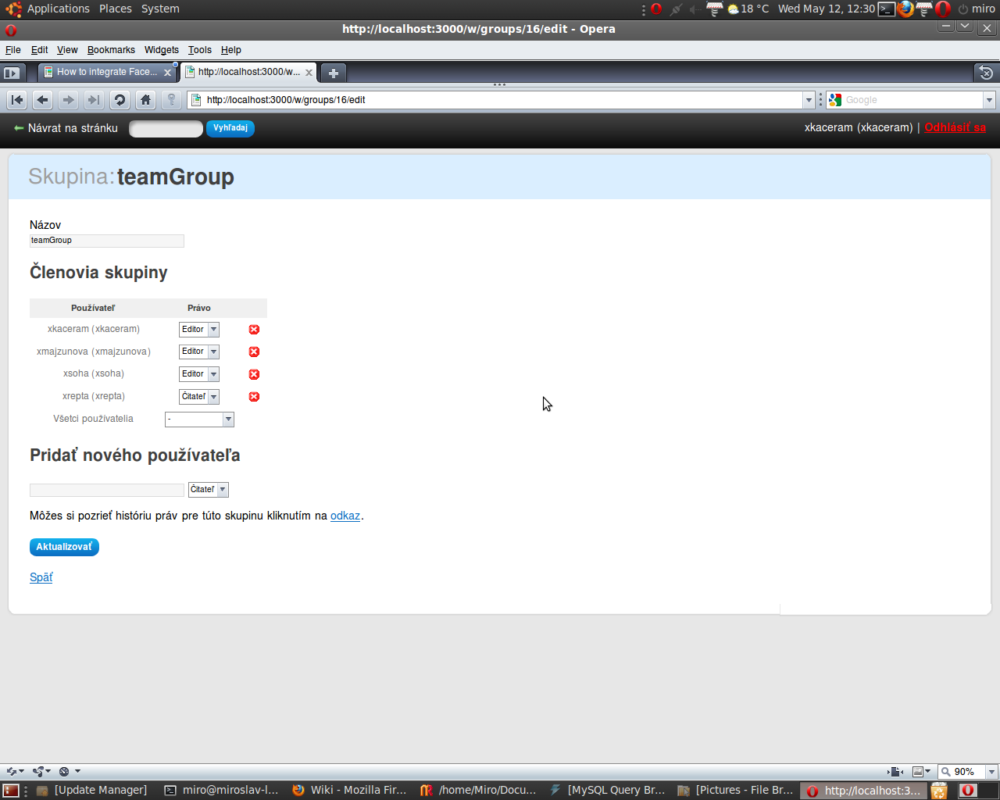 Applications Places System 18 °C Wed May 12, 12:30 miro
http://localhost:3000/w/groups/16/edit - Opera
File Edit View Bookmarks Widgets Tools Help
How to integrate Face... http://localhost:3000/w...
http://localhost:3000/w/groups/16/edit Google
Návrat na stránku Vyhľadaj xkaceram (xkaceram) | Odhlásiť sa
Skupina: teamGroup
Názov
teamGroup
Členovia skupiny
Používateľ Právo
xkaceram (xkaceram) Editor
xmajzunova (xmajzunova) Editor
xsoha (xsoha) Editor
xrepta (xrepta) Čitateľ
Všetci používatelia -
Pridať nového používateľa
Čitateľ
Môžes si pozrieť históriu práv pre túto skupinu kliknutím na odkaz.
Aktualizovať
Späť
90%
[Update Manager] miro@miroslav-l... Wiki - Mozilla Fir... /home/Miro/Docu... [MySQL Query Br... [Pictures - File Br... http://localhost:3...